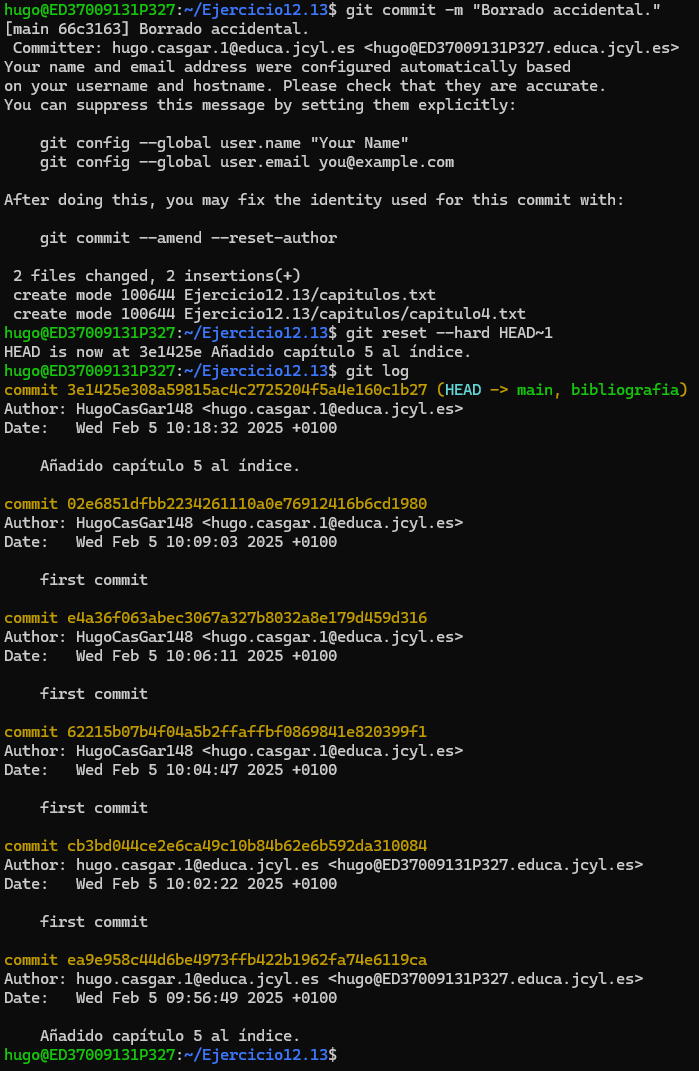 hugo@ED37009131P327:~/Ejercicio12.13$ git commit -m "Borrado accidental."
[main 66c3163] Borrado accidental.
 Committer: hugo.casgar.1@educa.jcyl.es <hugo@ED37009131P327.educa.jcyl.es>
Your name and email address were configured automatically based
on your username and hostname. Please check that they are accurate.
You can suppress this message by setting them explicitly:

    git config --global user.name "Your Name"
    git config --global user.email you@example.com

After doing this, you may fix the identity used for this commit with:

    git commit --amend --reset-author

 2 files changed, 2 insertions(+)
 create mode 100644 Ejercicio12.13/capitulos.txt
 create mode 100644 Ejercicio12.13/capitulos/capitulo4.txt
hugo@ED37009131P327:~/Ejercicio12.13$ git reset --hard HEAD~1
HEAD is now at 3e1425e Añadido capítulo 5 al índice.
hugo@ED37009131P327:~/Ejercicio12.13$ git log
commit 3e1425e308a59815ac4c2725204f5a4e160c1b27 (HEAD -> main, bibliografia)
Author: HugoCasGar148 <hugo.casgar.1@educa.jcyl.es>
Date:   Wed Feb 5 10:18:32 2025 +0100

    Añadido capítulo 5 al índice.

commit 02e6851dfbb2234261110a0e76912416b6cd1980
Author: HugoCasGar148 <hugo.casgar.1@educa.jcyl.es>
Date:   Wed Feb 5 10:09:03 2025 +0100

    first commit

commit e4a36f063abec3067a327b8032a8e179d459d316
Author: HugoCasGar148 <hugo.casgar.1@educa.jcyl.es>
Date:   Wed Feb 5 10:06:11 2025 +0100

    first commit

commit 62215b07b4f04a5b2ffaffbf0869841e820399f1
Author: HugoCasGar148 <hugo.casgar.1@educa.jcyl.es>
Date:   Wed Feb 5 10:04:47 2025 +0100

    first commit

commit cb3bd044ce2e6ca49c10b84b62e6b592da310084
Author: hugo.casgar.1@educa.jcyl.es <hugo@ED37009131P327.educa.jcyl.es>
Date:   Wed Feb 5 10:02:22 2025 +0100

    first commit

commit ea9e958c44d6be4973ffb422b1962fa74e6119ca
Author: hugo.casgar.1@educa.jcyl.es <hugo@ED37009131P327.educa.jcyl.es>
Date:   Wed Feb 5 09:56:49 2025 +0100

    Añadido capítulo 5 al índice.
hugo@ED37009131P327:~/Ejercicio12.13$